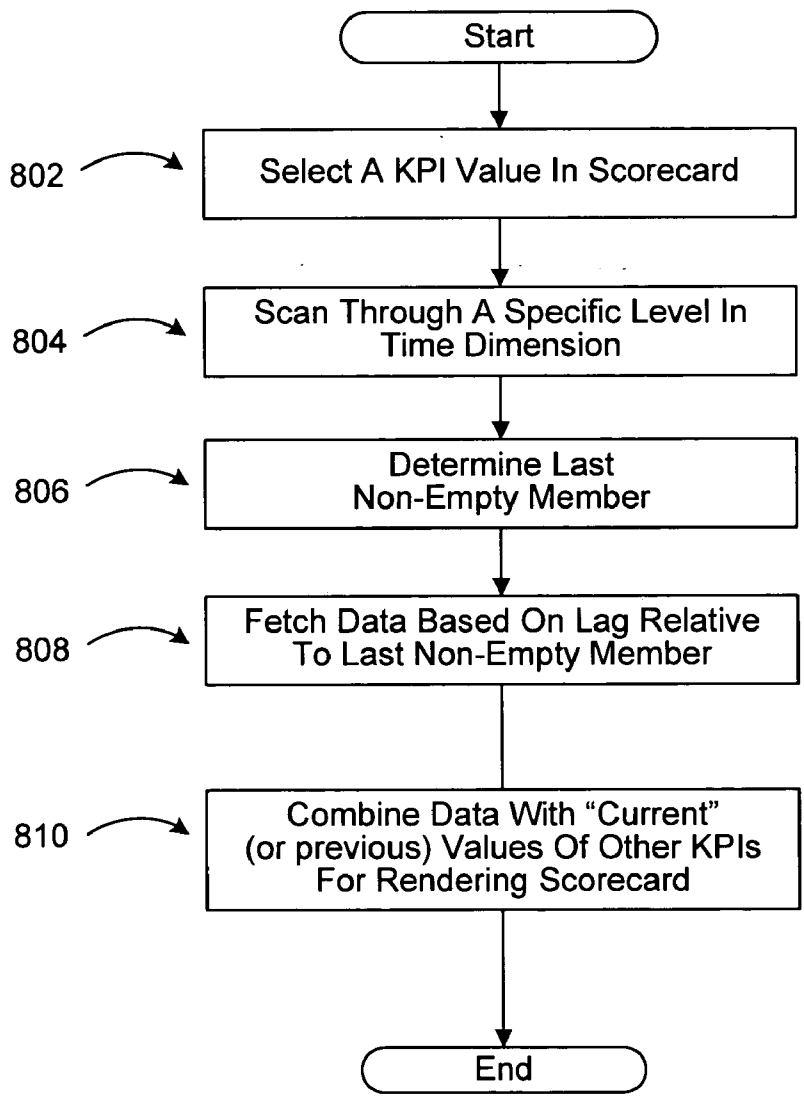 Start
802
Select A KPI Value In Scorecard
804
Scan Through A Specific Level In
Time Dimension
806
Determine Last
Non-Empty Member
808
Fetch Data Based On Lag Relative
To Last Non-Empty Member
810
Combine Data With “Current”
(or previous) Values Of Other KPIs
For Rendering Scorecard
End